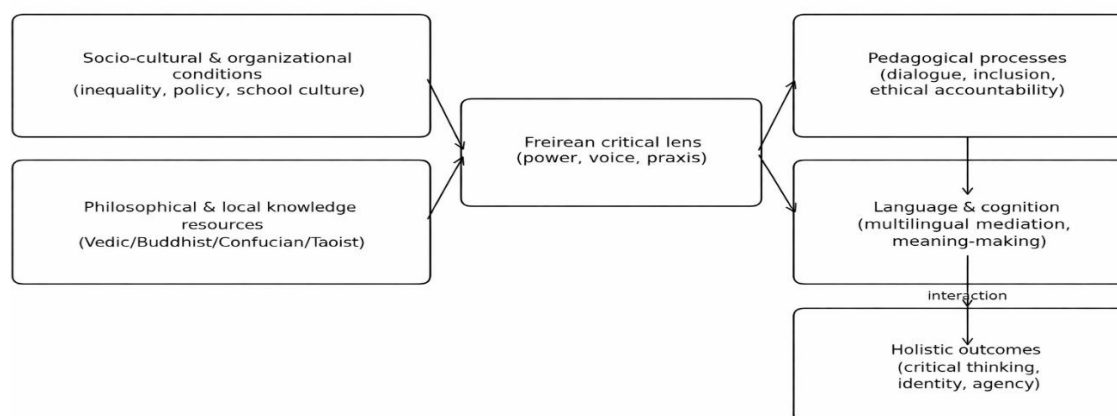 Socio-cultural & organizational
conditions
(inequality, policy, school culture)
Philosophical & local knowledge
resources
(Vedic/Buddhist/Confucian/Taoist)
Freirean critical lens
(power, voice, praxis)
Pedagogical processes
(dialogue, inclusion,
ethical accountability)
Language & cognition
(multilingual mediation,
meaning-making)
interaction
Holistic outcomes
(critical thinking,
identity, agency)